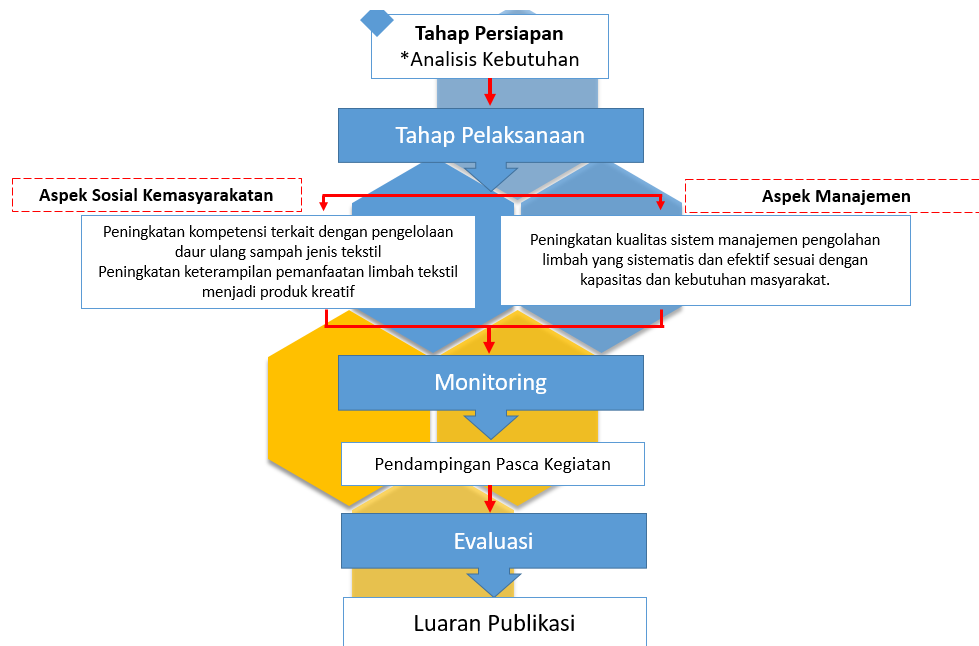 Tahap Persiapan
*Analisis Kebutuhan
Tahap Pelaksanaan
Aspek Sosial Kemasyarakatan
Aspek Manajemen
Peningkatan kompetensi terkait dengan pengelolaan
daur ulang sampah jenis tekstil
Peningkatan keterampilan pemanfaatan limbah tekstil
menjadi produk kreatif
Peningkatan kualitas sistem manajemen pengolahan
limbah yang sistematis dan efektif sesuai dengan
kapasitas dan kebutuhan masyarakat.
Monitoring
Pendampingan Pasca Kegiatan
Evaluasi
Luaran Publikasi